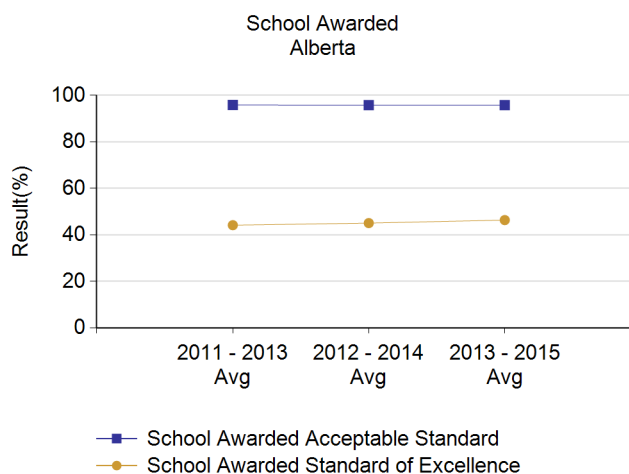 School Awarded
Alberta
100
80
60
40
20
0
Result(%)
2011 - 2013
Avg
2012 - 2014
Avg
2013 - 2015
Avg
School Awarded Acceptable Standard
School Awarded Standard of Excellence